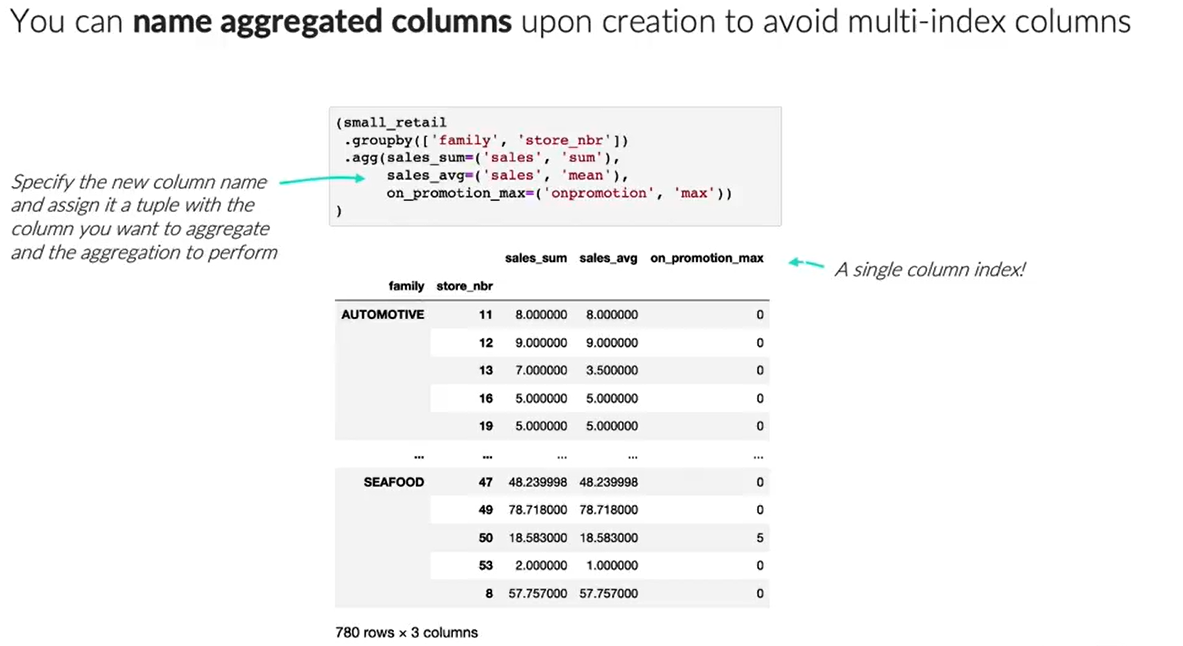 You can name aggregated columns upon creation to avoid multi-index columns
(small_retail
.groupby(['family', 'store_nbr'])
.agg(sales_sum=('sales', 'sum'),
sales_avg=('sales', 'mean'),
on_promotion_max=('onpromotion', 'max'))
)
Specify the new column name
and assign it a tuple with the
column you want to aggregate
and the aggregation to perform
sales_sum sales_avg on_promotion_max
A single column index!
family store_nbr
AUTOMOTIVE 11 8.000000 8.000000 0
12 9.000000 9.000000 0
13 7.000000 3.500000 0
16 5.000000 5.000000 0
19 5.000000 5.000000 0
... ... ... ... ...
SEAFOOD 47 48.239998 48.239998 0
49 78.718000 78.718000 0
50 18.583000 18.583000 5
53 2.000000 1.000000 0
8 57.757000 57.757000 0
780 rows × 3 columns